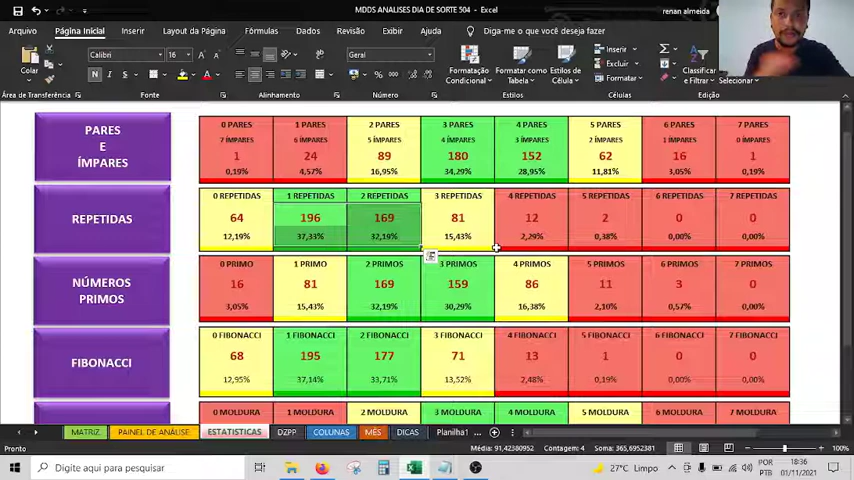 MDDS ANALISES DIA DE SORTE 504 - Excel
renan almeida
Arquivo Página Inicial Inserir Layout da Página Fórmulas Dados Revisão Exibir Ajuda Diga-me o que você deseja fazer
Colar
Calibri 16
N I S
Geral
Formatação Condicional
Formatar como Tabela
Estilos de Célula
Inserir
Excluir
Formatar
Classificar e Filtrar
Localizar e Selecionar
Área de Transferência Fonte Alinhamento Número Estilos Células Edição
PARES
E
ÍMPARES
0 PARES 1 PARES 2 PARES 3 PARES 4 PARES 5 PARES 6 PARES 7 PARES
7 ÍMPARES 6 ÍMPARES 5 ÍMPARES 4 ÍMPARES 3 ÍMPARES 2 ÍMPARES 1 ÍMPARES 0 ÍMPARES
1 24 89 180 152 62 16 1
0,19% 4,57% 16,95% 34,29% 28,95% 11,81% 3,05% 0,19%
REPETIDAS
0 REPETIDAS 1 REPETIDAS 2 REPETIDAS 3 REPETIDAS 4 REPETIDAS 5 REPETIDAS 6 REPETIDAS 7 REPETIDAS
64 196 169 81 12 2 0 0
12,19% 37,33% 32,19% 15,43% 2,29% 0,38% 0,00% 0,00%
NÚMEROS
PRIMOS
0 PRIMO 1 PRIMO 2 PRIMOS 3 PRIMOS 4 PRIMOS 5 PRIMOS 6 PRIMOS 7 PRIMOS
16 81 169 159 86 11 3 0
3,05% 15,43% 32,19% 30,29% 16,38% 2,10% 0,57% 0,00%
FIBONACCI
0 FIBONACCI 1 FIBONACCI 2 FIBONACCI 3 FIBONACCI 4 FIBONACCI 5 FIBONACCI 6 FIBONACCI 7 FIBONACCI
68 195 177 71 13 1 0 0
12,95% 37,14% 33,71% 13,52% 2,48% 0,19% 0,00% 0,00%
0 MOLDURA 1 MOLDURA 2 MOLDURA 3 MOLDURA 4 MOLDURA 5 MOLDURA 6 MOLDURA 7 MOLDURA
MATRIZ PAINEL DE ANÁLISE ESTATISTICAS DZPP COLUNAS MÊS DICAS Planilha1 ...
Pronto
Média: 91,42380952 Contagem: 4 Soma: 365,6952381
100%
Digite aqui para pesquisar
27°C Limpo
POR
PTB
18:36
01/11/2021